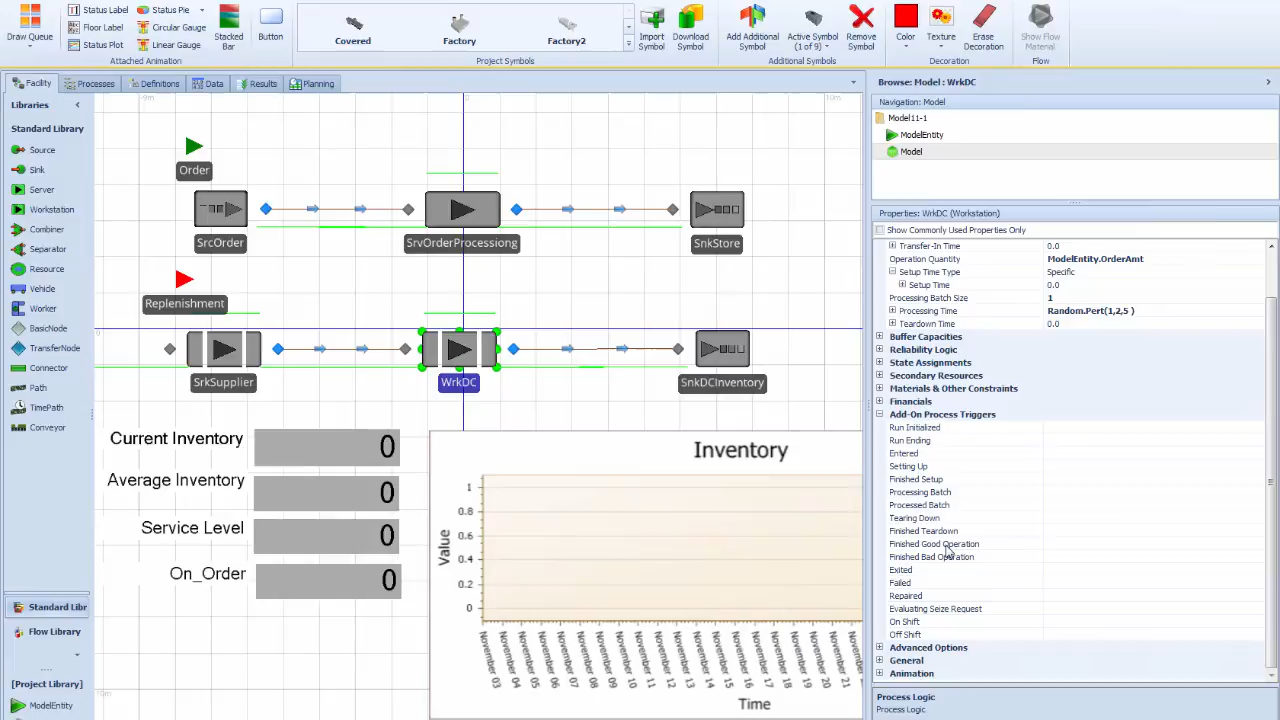 Status Label
Status Pie
Floor Label
Circular Gauge
Status Plot
Linear Gauge
Draw Queue
Stacked Bar
Button
Attached Animation
Covered
Factory
Factory2
Project Symbols
Import Symbol
Download Symbol
Add Additional Symbol
Active Symbol (1 of 9)
Remove Symbol
Additional Symbols
Color
Texture
Erase Decoration
Decoration
Show Flow Material
Flow
Facility
Processes
Definitions
Data
Results
Planning
Libraries
Standard Library
Source
Sink
Server
Workstation
Combiner
Separator
Resource
Vehicle
Worker
BasicNode
TransferNode
Connector
Path
TimePath
Conveyor
Standard Libr
Flow Library
[Project Library]
ModelEntity
0
Order
SrcOrder
SrvOrderProcessiong
SnkStore
Replenishment
SrkSupplier
WrkDC
SnkDCInventory
Current Inventory 0
Average Inventory 0
Service Level 0
On_Order 0
Inventory
Value
1
0.8
0.6
0.4
0.2
0
November 03
November 04
November 05
November 06
November 07
November 08
November 09
November 10
November 11
November 12
November 13
November 14
November 15
November 16
November 17
November 18
November 19
November 20
November 21
Time
Browse: Model : WrkDC
Navigation: Model
Model11-1
ModelEntity
Model
Properties: WrkDC (Workstation)
Show Commonly Used Properties Only
Transfer-In Time 0.0
Operation Quantity ModelEntity.OrderAmt
Setup Time Type Specific
Setup Time 0.0
Processing Batch Size 1
Processing Time Random.Pert(1,2,5 )
Teardown Time 0.0
Buffer Capacities
Reliability Logic
State Assignments
Secondary Resources
Materials & Other Constraints
Financials
Add-On Process Triggers
Run Initialized
Run Ending
Entered
Setting Up
Finished Setup
Processing Batch
Processed Batch
Tearing Down
Finished Teardown
Finished Good Operation
Finished Bad Operation
Exited
Failed
Repaired
Evaluating Seize Request
On Shift
Off Shift
Advanced Options
General
Animation
Process Logic
Process Logic